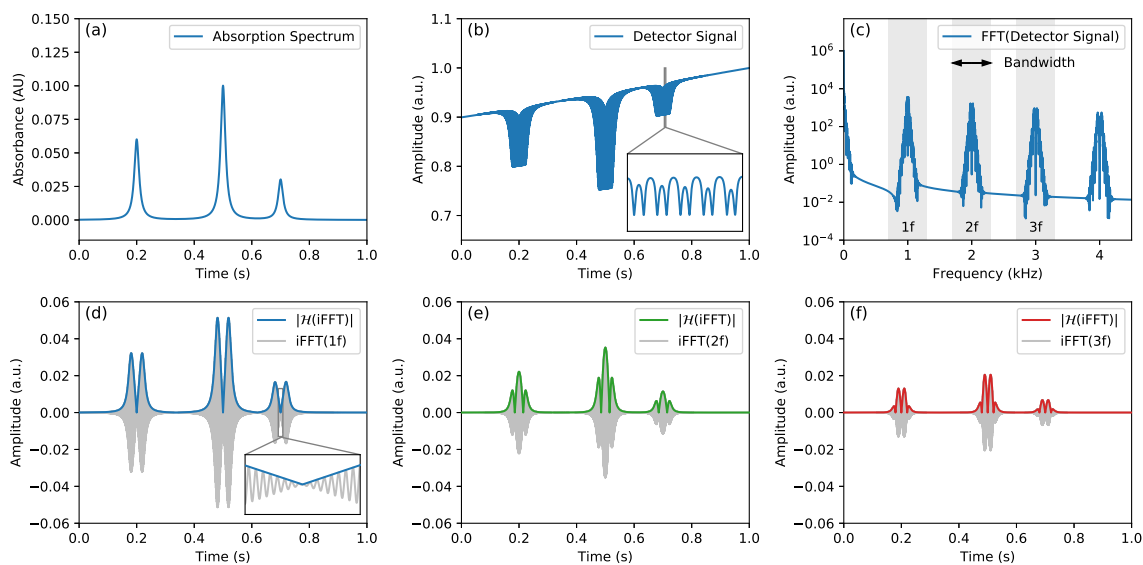 (a)
Absorption Spectrum
0.150
0.125
0.100
0.075
0.050
0.025
0.000
Absorbance (AU)
0.0 0.2 0.4 0.6 0.8 1.0
Time (s)
(b)
Detector Signal
1.1
1.0
0.9
0.8
0.7
Amplitude (a.u.)
0.0 0.2 0.4 0.6 0.8 1.0
Time (s)
(c)
FFT(Detector Signal)
Bandwidth
10⁶
10⁴
10²
10⁰
10⁻²
10⁻⁴
Amplitude (a.u.)
1f 2f 3f
0 1 2 3 4
Frequency (kHz)
(d)
|ℋ(iFFT)|
iFFT(1f)
0.06
0.04
0.02
0.00
−0.02
−0.04
−0.06
Amplitude (a.u.)
0.0 0.2 0.4 0.6 0.8 1.0
Time (s)
(e)
|ℋ(iFFT)|
iFFT(2f)
0.06
0.04
0.02
0.00
−0.02
−0.04
−0.06
Amplitude (a.u.)
0.0 0.2 0.4 0.6 0.8 1.0
Time (s)
(f)
|ℋ(iFFT)|
iFFT(3f)
0.06
0.04
0.02
0.00
−0.02
−0.04
−0.06
Amplitude (a.u.)
0.0 0.2 0.4 0.6 0.8 1.0
Time (s)